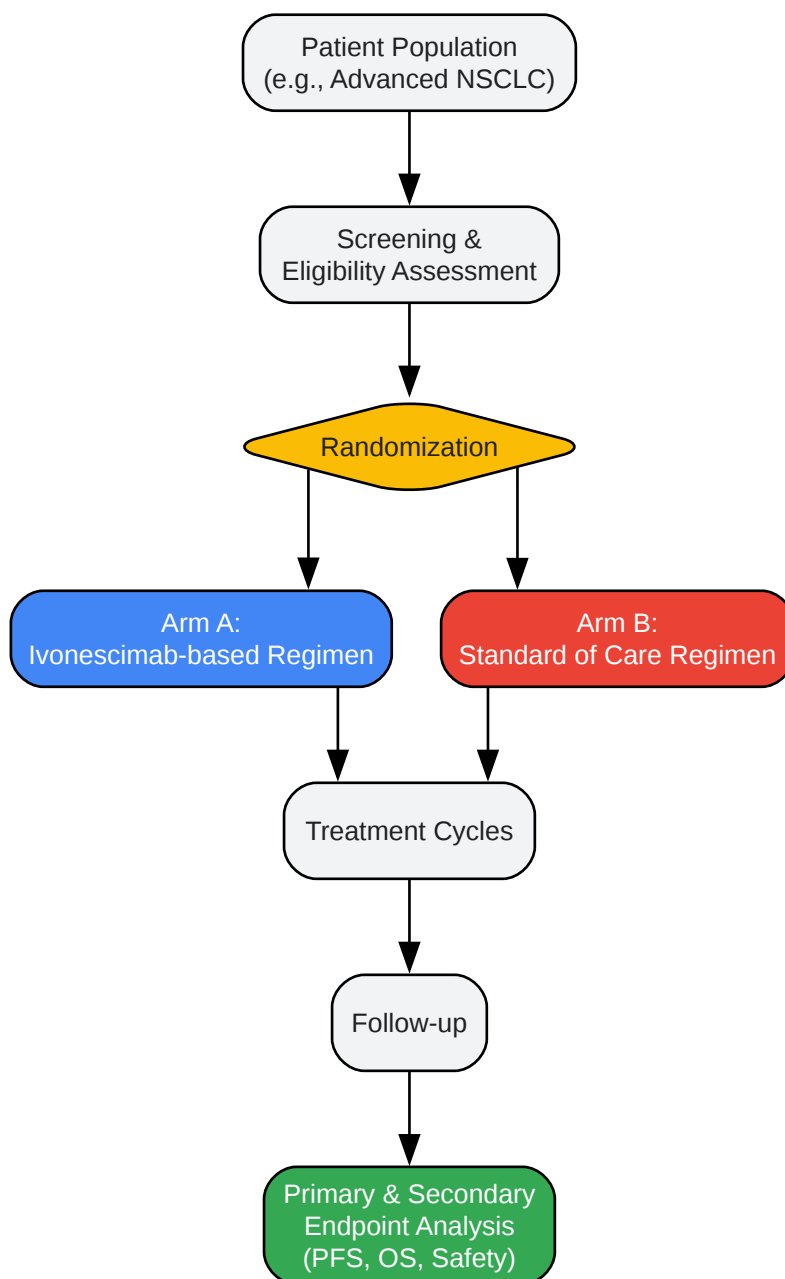 Patient Population
(e.g., Advanced NSCLC)
Screening &
Eligibility Assessment
Randomization
Arm A:
Ivonescimab-based Regimen
Arm B:
Standard of Care Regimen
Treatment Cycles
Follow-up
Primary & Secondary
Endpoint Analysis
(PFS, OS, Safety)